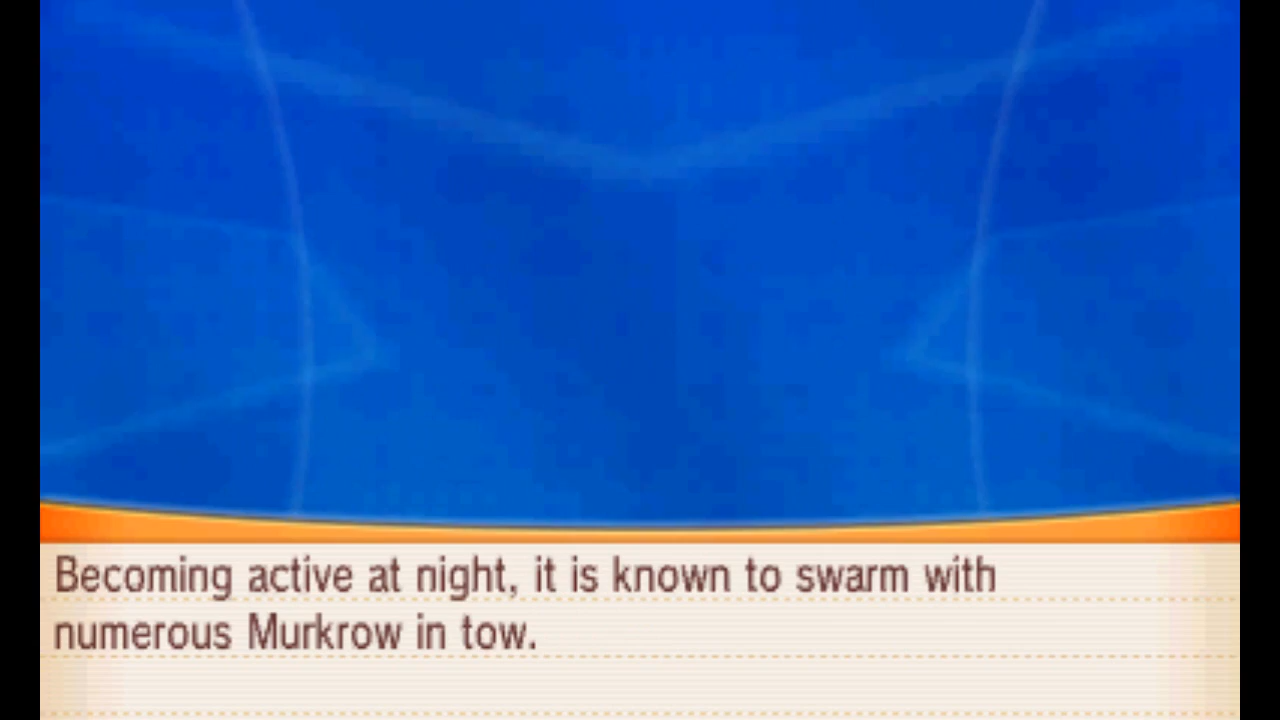 Becoming active at night, it is known to swarm with
numerous Murkrow in tow.